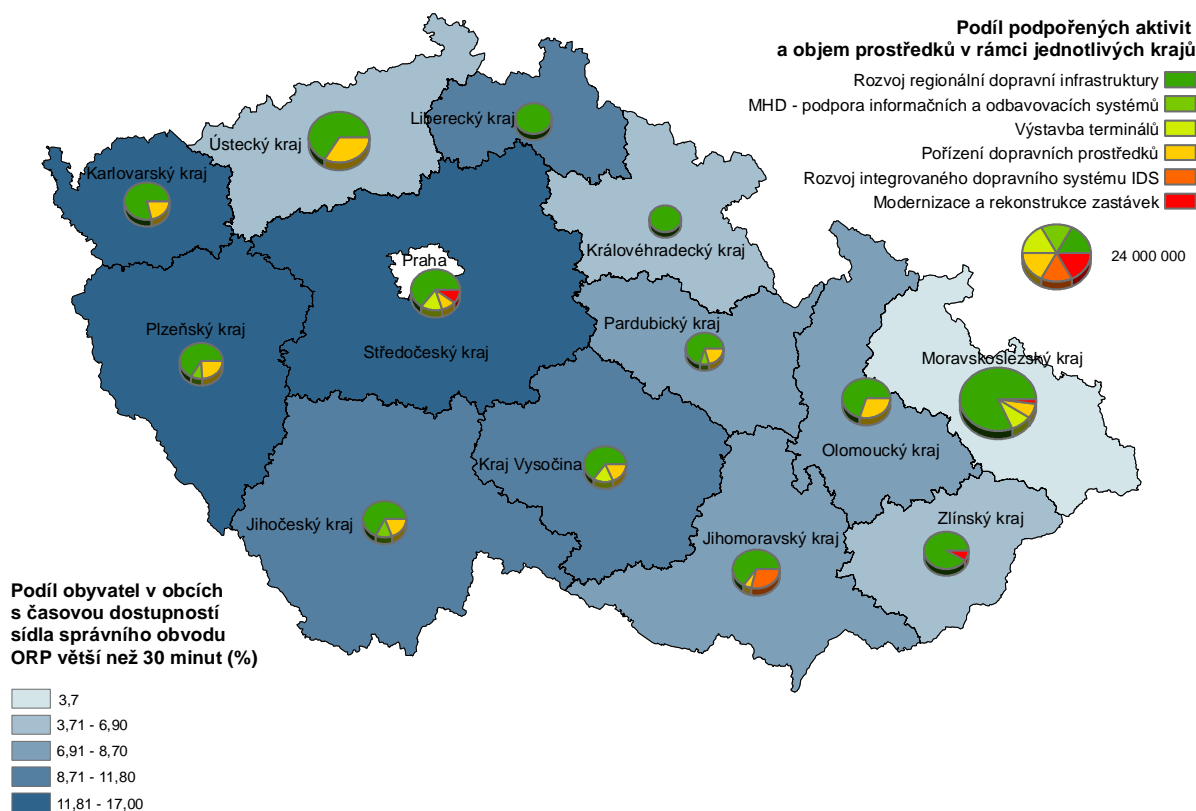 Podíl podpořených aktivit
a objem prostředků v rámci jednotlivých krajů
Rozvoj regionální dopravní infrastruktury
MHD - podpora informačních a odbavovacích systémů
Výstavba terminálů
Pořízení dopravních prostředků
Rozvoj integrovaného dopravního systému IDS
Modernizace a rekonstrukce zastávek
24 000 000
Liberecký kraj
Ústecký kraj
Karlovarský kraj
Královéhradecký kraj
Praha
Plzeňský kraj
Pardubický kraj
Středočeský kraj
Moravskoslezský kraj
Olomoucký kraj
Kraj Vysočina
Jihočeský kraj
Zlínský kraj
Jihomoravský kraj
Podíl obyvatel v obcích
s časovou dostupností
sídla správního obvodu
ORP větší než 30 minut (%)
3,7
3,71 - 6,90
6,91 - 8,70
8,71 - 11,80
11,81 - 17,00